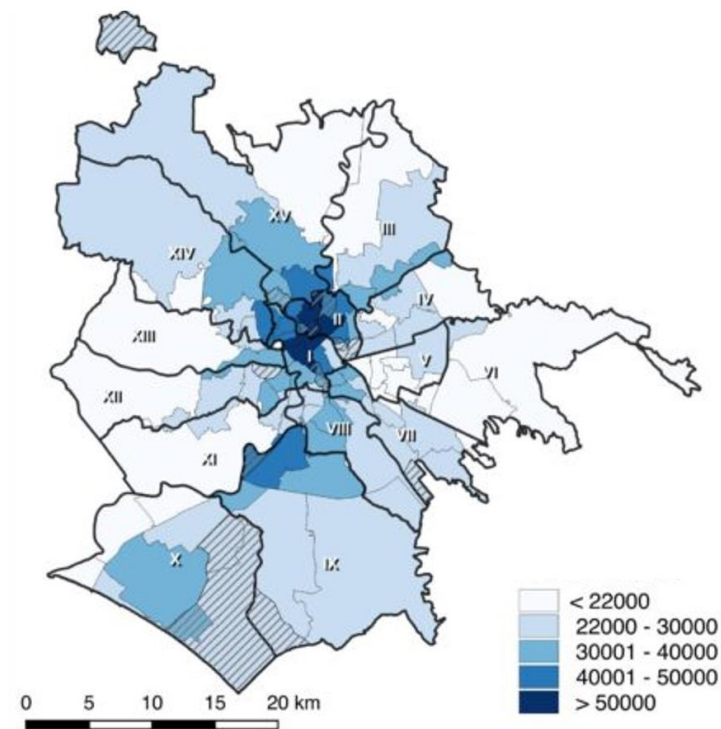 XV
III
XIV
IV
II
XIII
I
V
VI
XII
VIII
VII
XI
X
IX
< 22000
22000 - 30000
30001 - 40000
40001 - 50000
> 50000
0 5 10 15 20 km